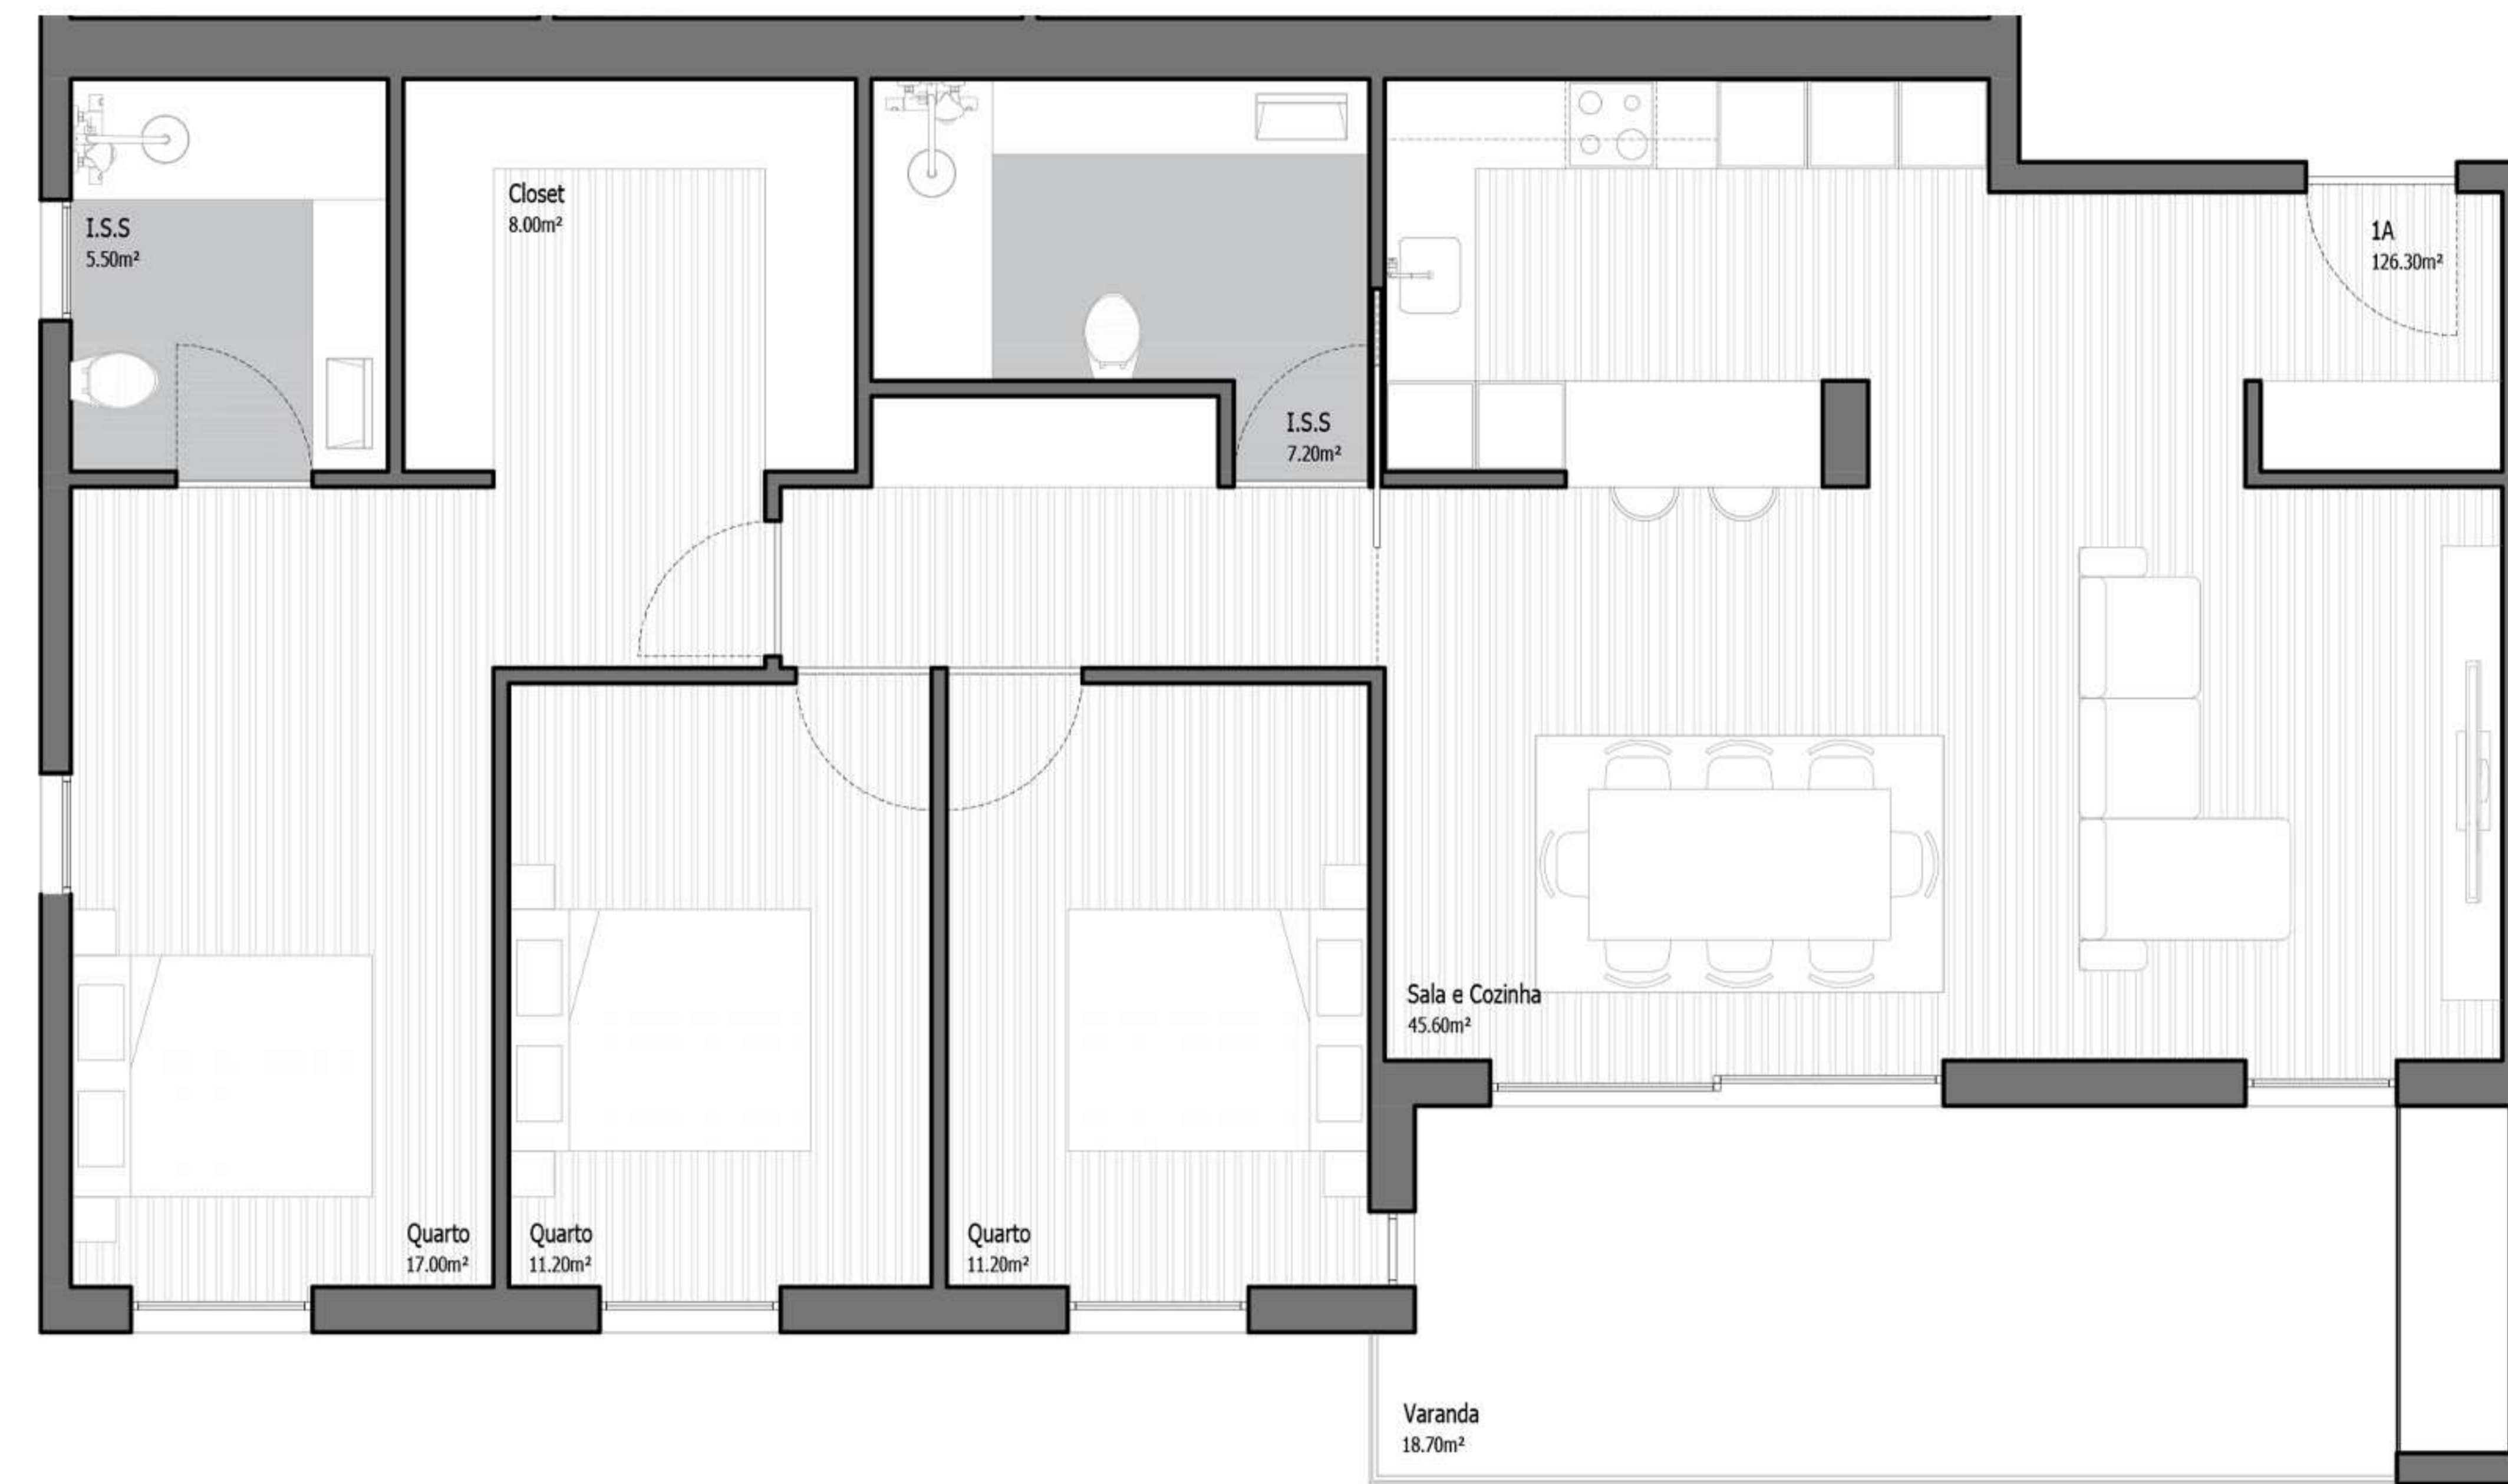 Closet
8.00m²
I.S.S
5.50m²
1A
126.30m²
I.S.S
7.20m²
Sala e Cozinha
45.60m²
Quarto
17.00m²
Quarto
11.20m²
Quarto
11.20m²
Varanda
18.70m²